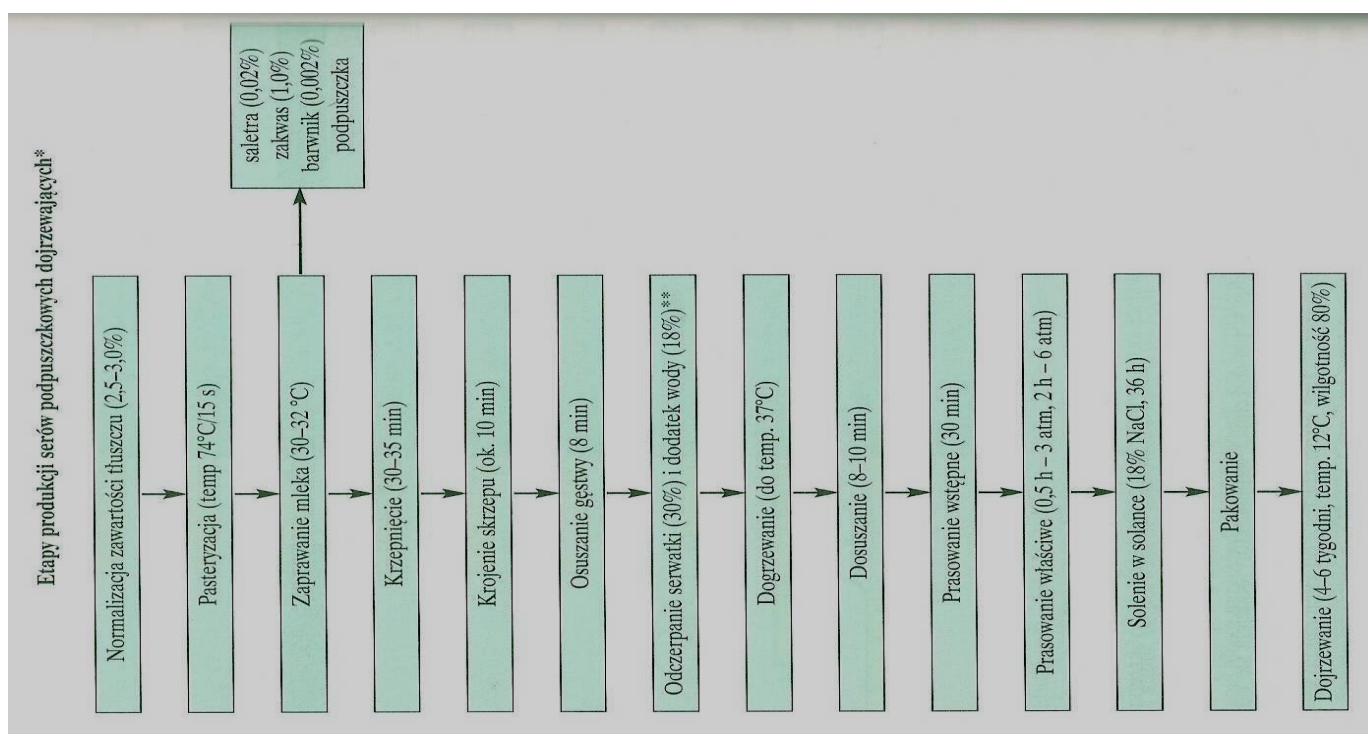 Etapy produkcji serów podpuszczkowych dojrzewających*
Normalizacja zawartości tłuszczu (2,5–3,0%)
Pasteryzacja (temp 74°C/15 s)
Zaprawanie mleka (30–32 °C)
saletra (0,02%)
zakwas (1,0%)
barwnik (0,002%)
podpuszczka
Krzepnięcie (30–35 min)
Krojenie skrzepu (ok. 10 min)
Osuszanie gęstwy (8 min)
Odczerpanie serwatki (30%) i dodatek wody (18%)**
Dogrzewanie (do temp. 37°C)
Dosuszanie (8–10 min)
Prasowanie wstępne (30 min)
Prasowanie właściwe (0,5 h – 3 atm, 2 h – 6 atm)
Solenie w solance (18% NaCl, 36 h)
Pakowanie
Dojrzewanie (4–6 tygodni, temp. 12°C, wilgotność 80%)